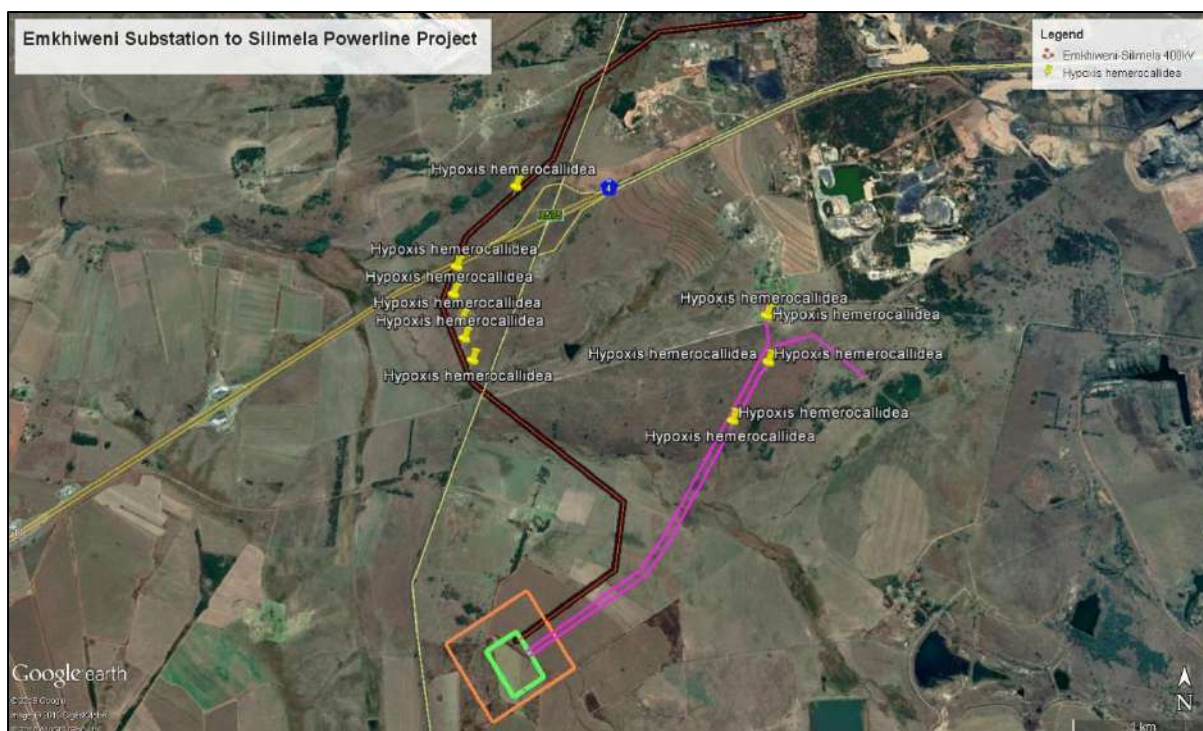 Emkhiweni Substation to Silimela Powerline Project
Legend
Emkhiweni-Silimela 400kV
Hypoxis hemerocallidea
Hypoxis hemerocallidea
4
Hypoxis hemerocallidea
Hypoxis hemerocallidea
Hypoxis hemerocallidea
Hypoxis hemerocallidea
Hypoxis hemerocallidea
Hypoxis hemerocallidea
Hypoxis hemerocallidea
Hypoxis hemerocallidea
Hypoxis hemerocallidea
Hypoxis hemerocallidea
Hypoxis hemerocallidea
Google earth
N
1 km